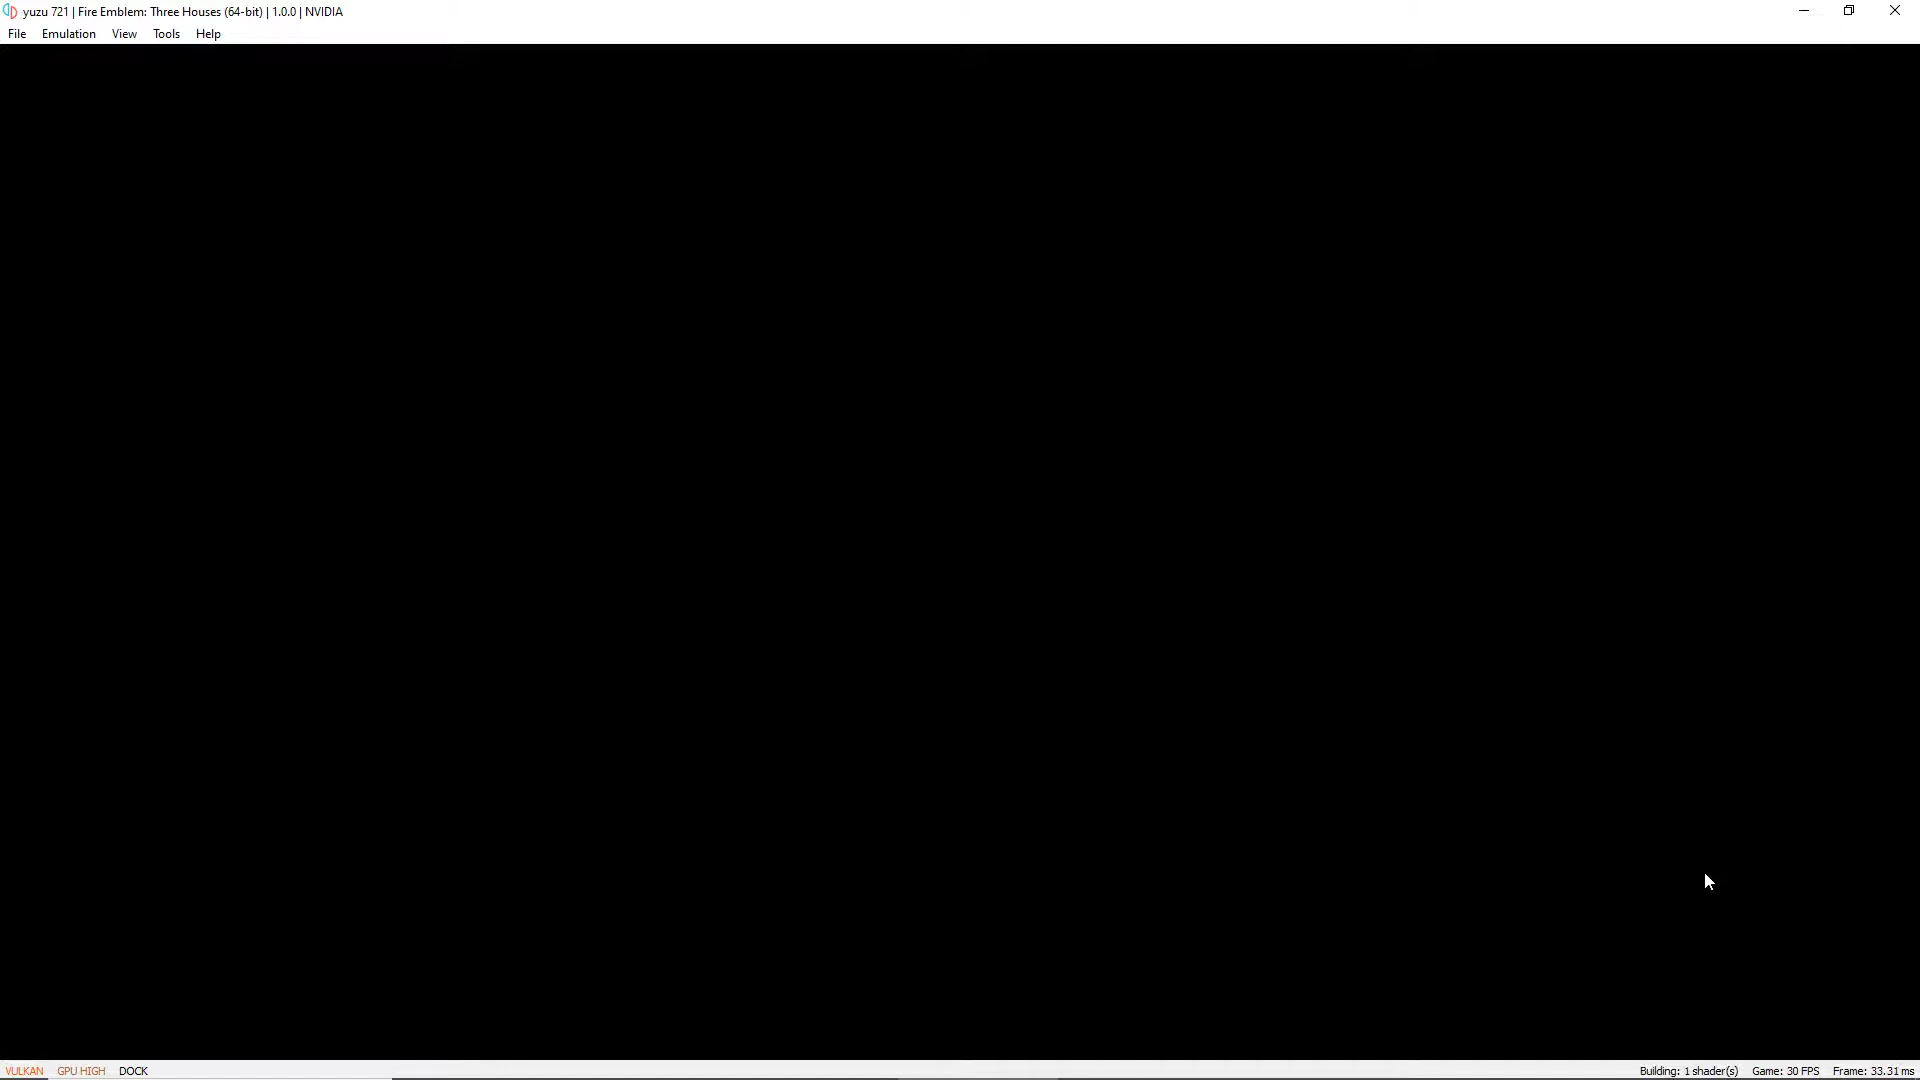 yuzu 721 | Fire Emblem: Three Houses (64-bit) | 1.0.0 | NVIDIA
File Emulation View Tools Help
VULKAN GPU HIGH DOCK Building: 1 shader(s) Game: 30 FPS Frame: 33.31 ms